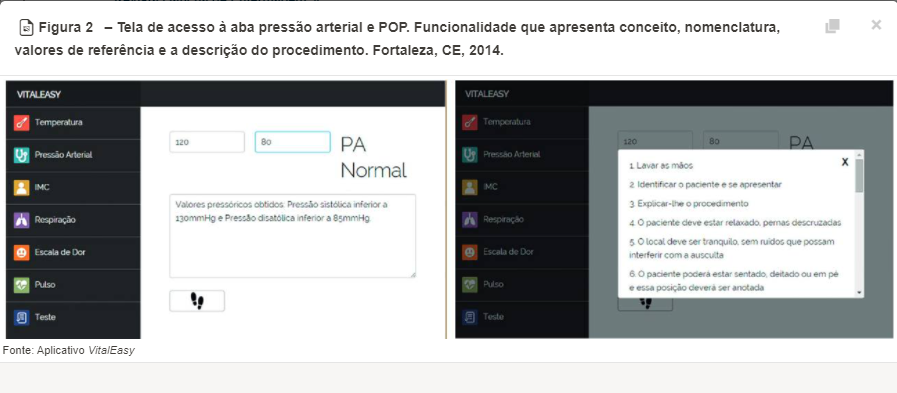 Figura 2 – Tela de acesso à aba pressão arterial e POP. Funcionalidade que apresenta conceito, nomenclatura,
valores de referência e a descrição do procedimento. Fortaleza, CE, 2014.
VITALEASY
Temperatura
Pressão Arterial
IMC
Respiração
Escala de Dor
Pulso
Teste
120
80
PA
Normal
Valores pressóricos obtidos: Pressão sistólica inferior a
130mmHg e Pressão disatólica inferior a 85mmHg.
VITALEASY
Temperatura
Pressão Arterial
IMC
Respiração
Escala de Dor
Pulso
Teste
120
80
PA
X
1. Lavar as mãos
2. Identificar o paciente e se apresentar
3. Explicar-lhe o procedimento
4. O paciente deve estar relaxado, pernas descruzadas
5. O local deve ser tranquilo, sem ruídos que possam
interferir com a ausculta
6. O paciente poderá estar sentado, deitado ou em pé
e essa posição deverá ser anotada
Fonte: Aplicativo VitalEasy